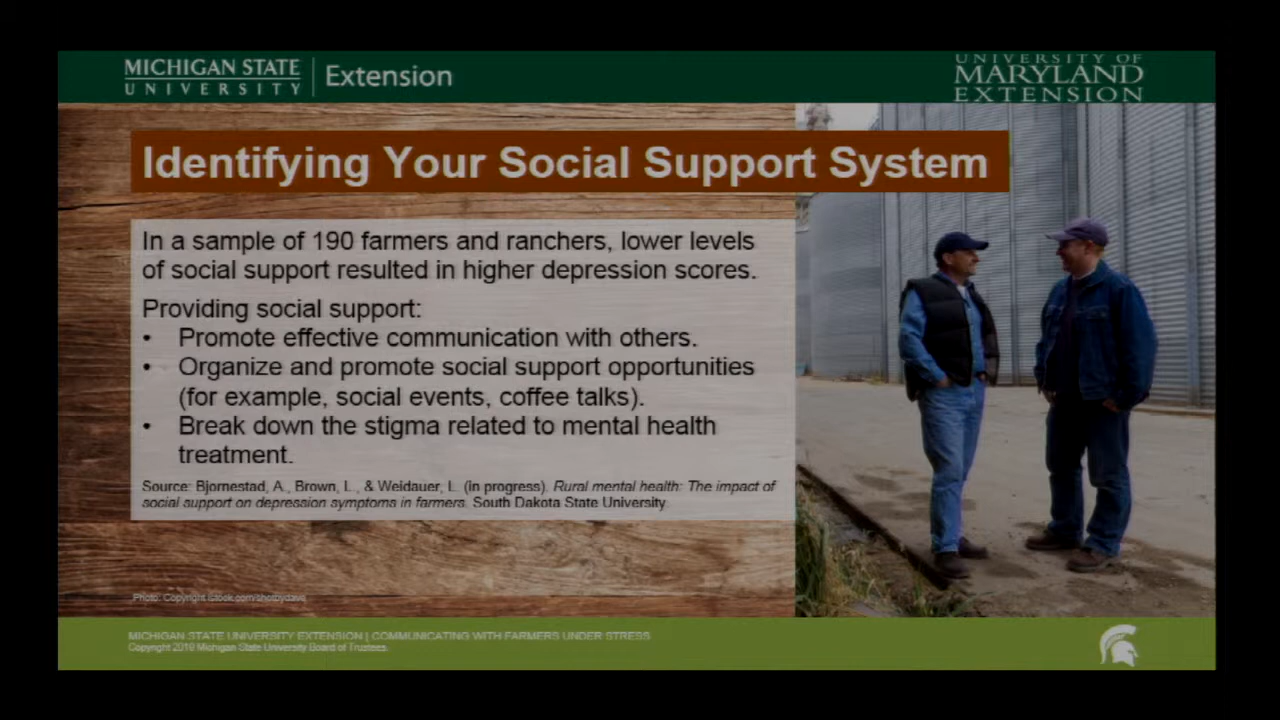 MICHIGAN STATE
UNIVERSITY
Extension
UNIVERSITY OF
MARYLAND
EXTENSION
Identifying Your Social Support System
In a sample of 190 farmers and ranchers, lower levels
of social support resulted in higher depression scores.
Providing social support:
• Promote effective communication with others.
• Organize and promote social support opportunities
(for example, social events, coffee talks).
• Break down the stigma related to mental health
treatment.
Source: Bjornestad, A., Brown, L., & Weidauer, L. (in progress). Rural mental health: The impact of
social support on depression symptoms in farmers. South Dakota State University.
Photo: Copyright istock.com/shotbydave
MICHIGAN STATE UNIVERSITY EXTENSION | COMMUNICATING WITH FARMERS UNDER STRESS
Copyright 2019 Michigan State University Board of Trustees.